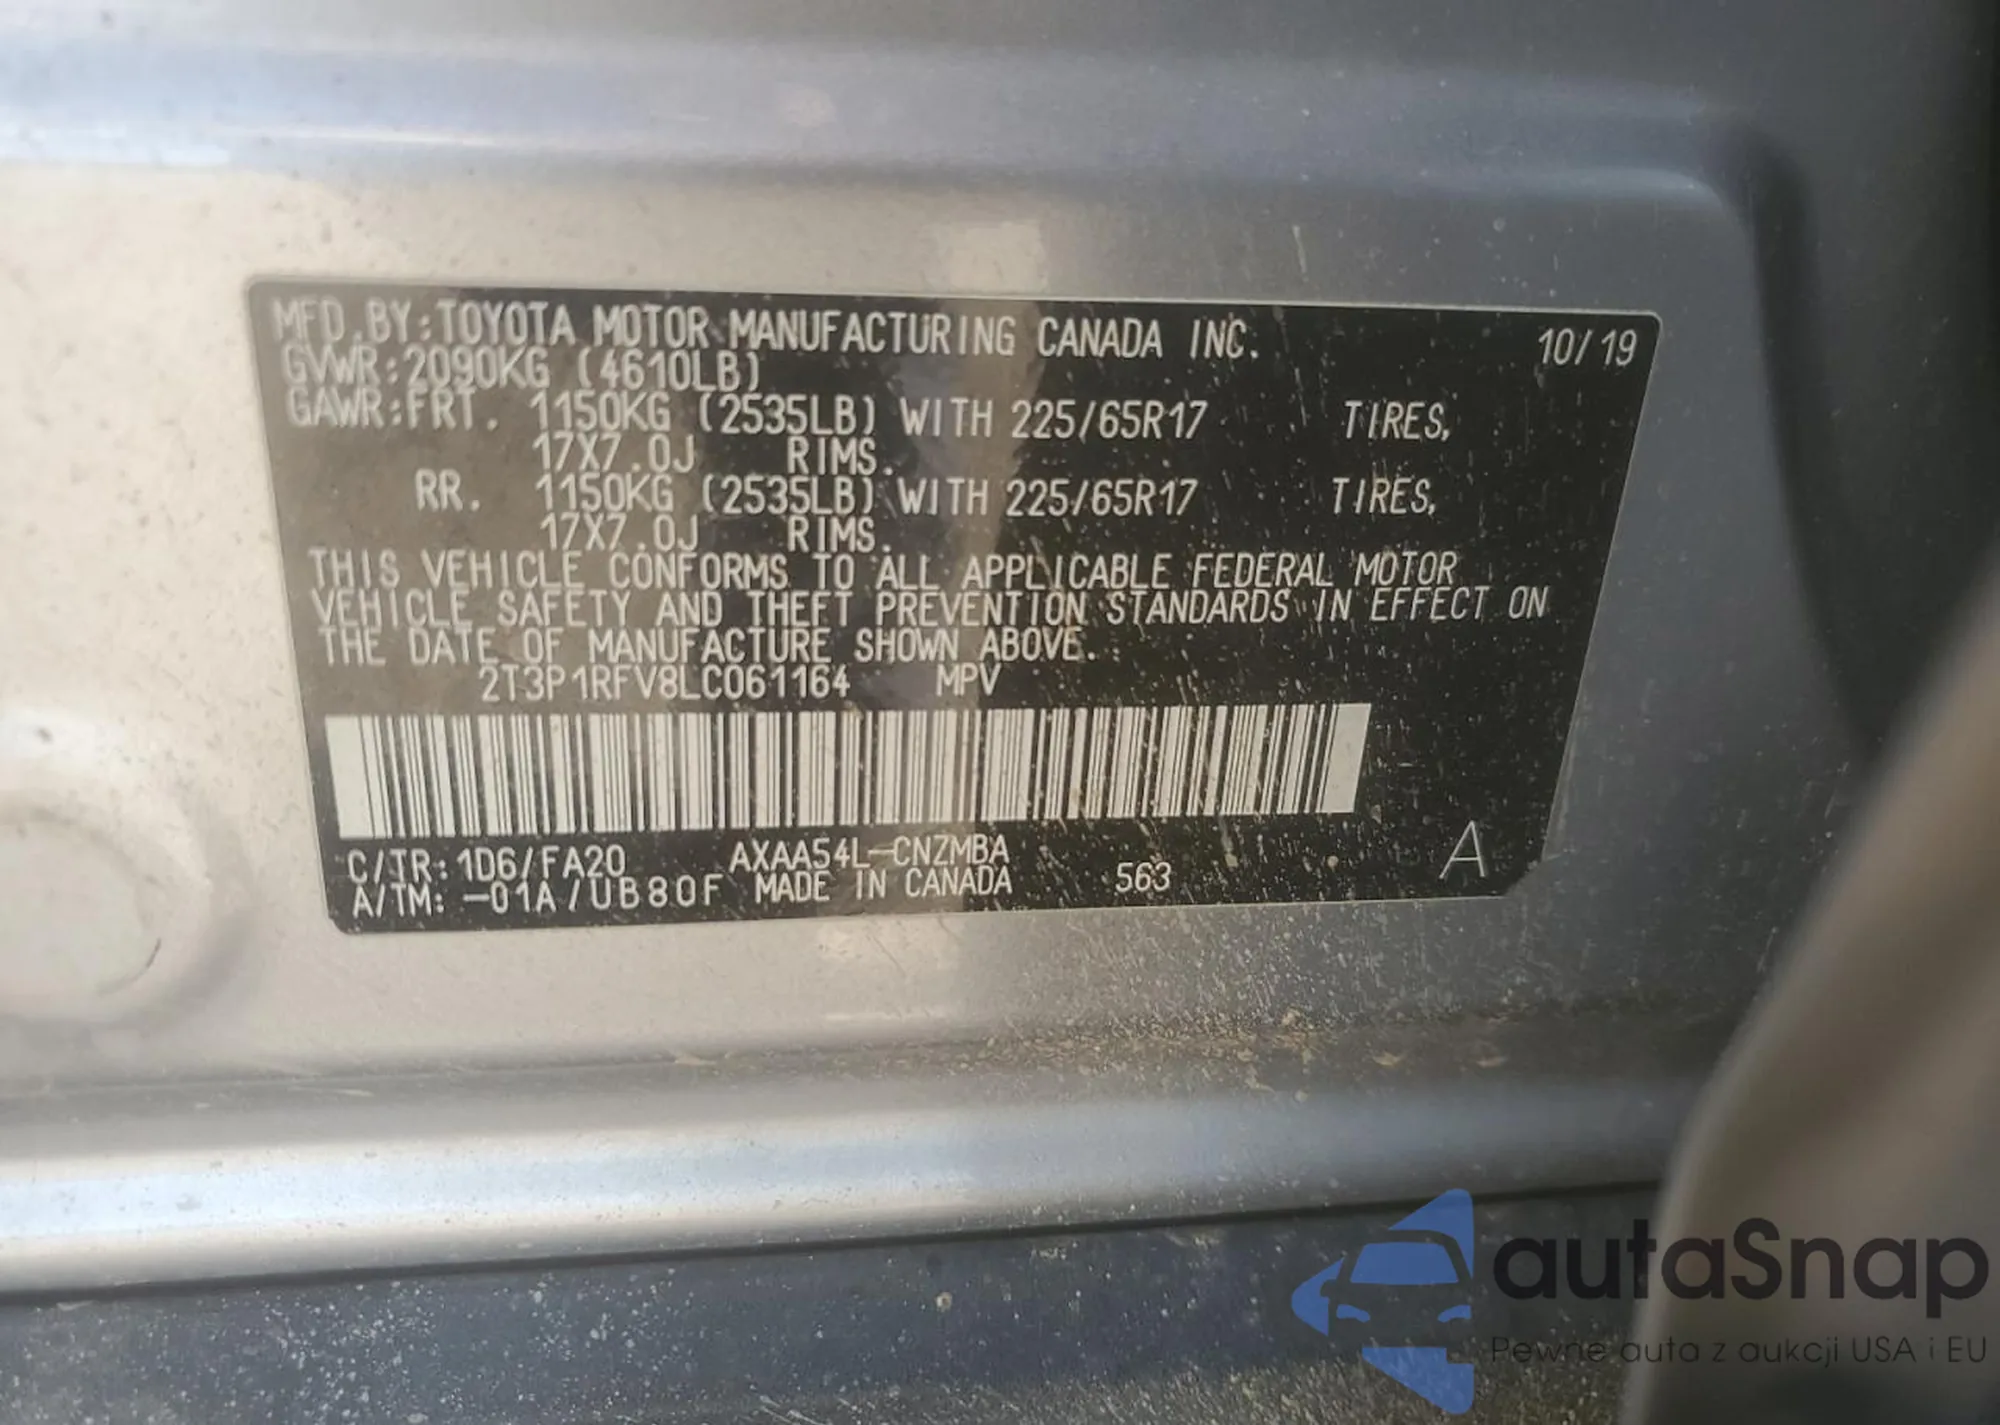 MFD.BY:TOYOTA MOTOR MANUFACTURING CANADA INC. 10/19
GVWR:2090KG (4610LB)
GAWR:FRT. 1150KG (2535LB) WITH 225/65R17 TIRES,
17X7.0J RIMS.
RR. 1150KG (2535LB) WITH 225/65R17 TIRES,
17X7.0J RIMS.
THIS VEHICLE CONFORMS TO ALL APPLICABLE FEDERAL MOTOR
VEHICLE SAFETY AND THEFT PREVENTION STANDARDS IN EFFECT ON
THE DATE OF MANUFACTURE SHOWN ABOVE.
2T3P1RFV8LC061164 MPV
C/TR:1D6/FA20 AXAA54L-CNZMBA
A/TM:-01A/UB80F MADE IN CANADA 563 A
autaSnap
Pewne auta z aukcji USA i EU